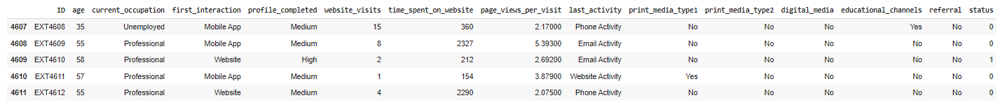 ID age current_occupation first_interaction profile_completed website_visits time_spent_on_website page_views_per_visit last_activity print_media_type1 print_media_type2 digital_media educational_channels referral status
4607 EXT4608 35 Unemployed Mobile App Medium 15 360 2.17000 Phone Activity No No No Yes No 0
4608 EXT4609 55 Professional Mobile App Medium 8 2327 5.39300 Email Activity No No No No No 0
4609 EXT4610 58 Professional Website High 2 212 2.69200 Email Activity No No No No No 1
4610 EXT4611 57 Professional Mobile App Medium 1 154 3.87900 Website Activity Yes No No No No 0
4611 EXT4612 55 Professional Website Medium 4 2290 2.07500 Phone Activity No No No No No 0